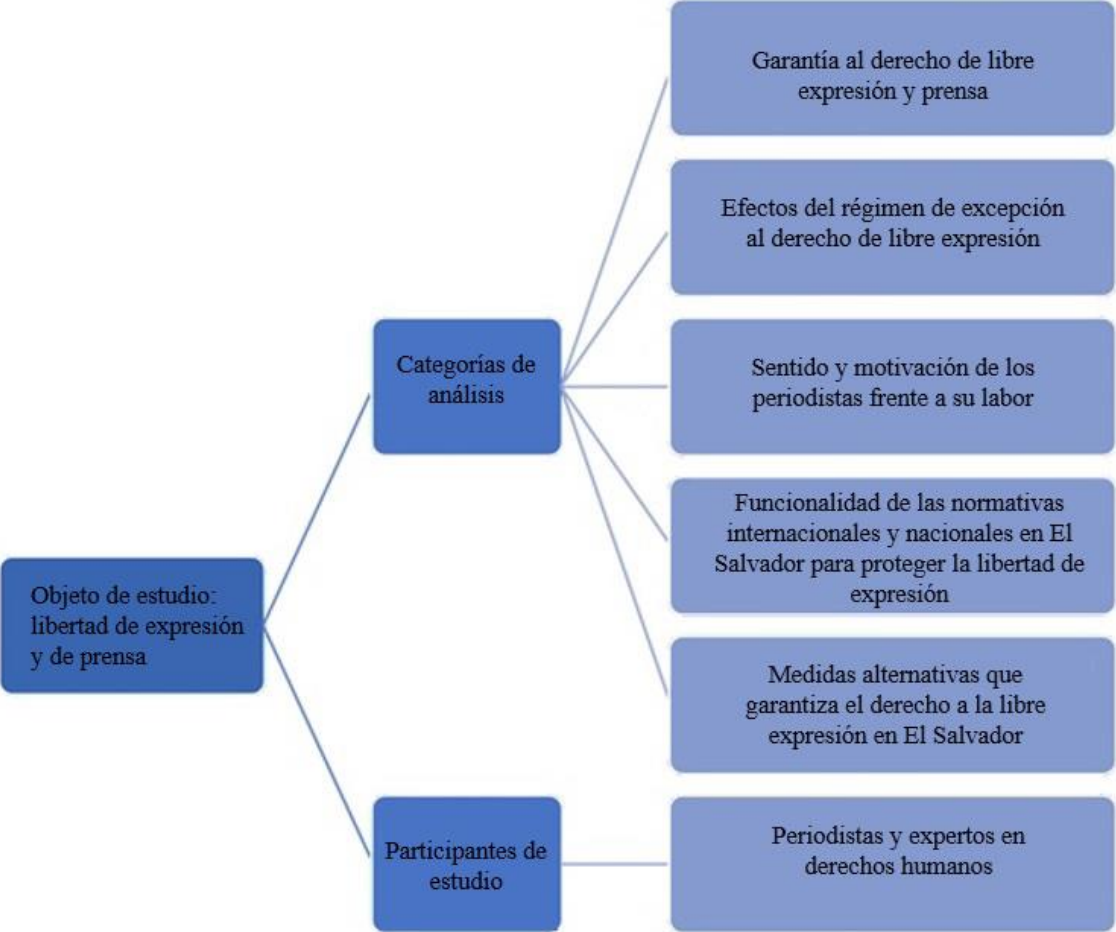 Objeto de estudio:
libertad de expresión
y de prensa
Categorías de
análisis
Garantía al derecho de libre
expresión y prensa
Efectos del régimen de excepción
al derecho de libre expresión
Sentido y motivación de los
periodistas frente a su labor
Funcionalidad de las normativas
internacionales y nacionales en El
Salvador para proteger la libertad de
expresión
Medidas alternativas que
garantiza el derecho a la libre
expresión en El Salvador
Participantes de
estudio
Periodistas y expertos en
derechos humanos